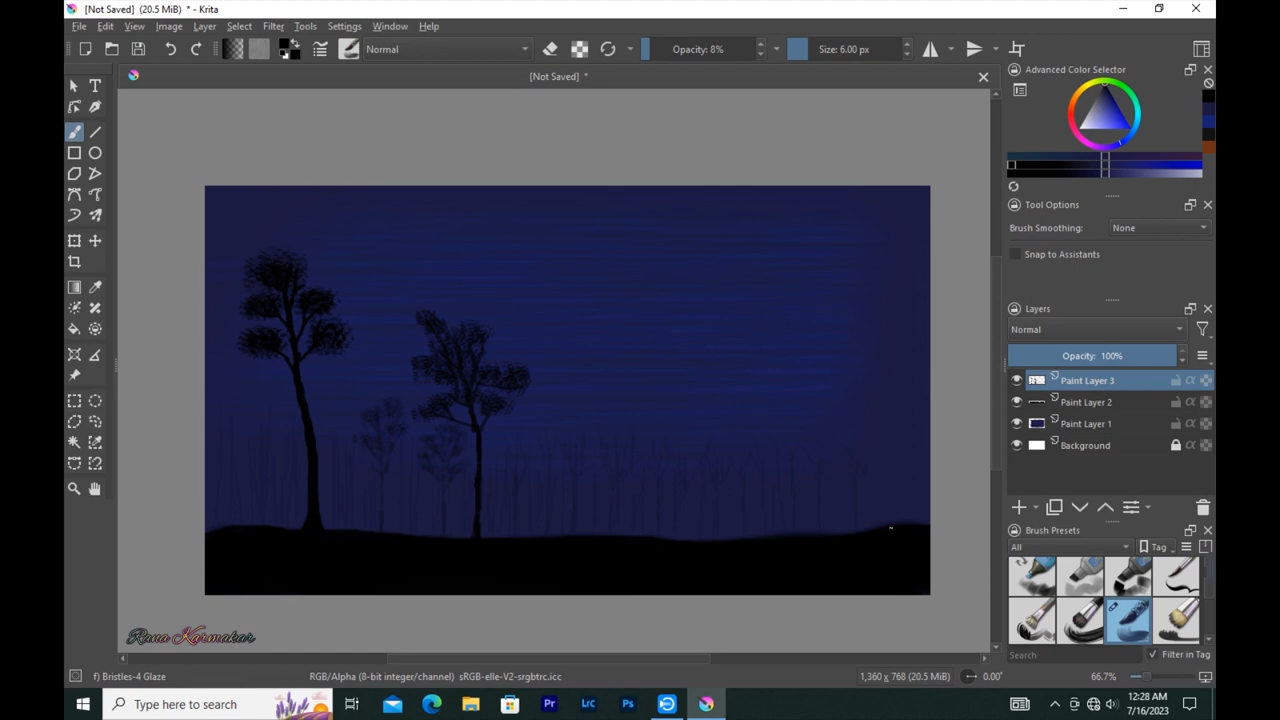 [Not Saved] (20.5 MiB) * - Krita
File Edit View Image Layer Select Filter Tools Settings Window Help
Normal Opacity: 8% Size: 6.00 px
[Not Saved] *
Advanced Color Selector
Tool Options
Brush Smoothing: None
Snap to Assistants
Layers
Normal
Opacity: 100%
Paint Layer 3
Paint Layer 2
Paint Layer 1
Background
Brush Presets
All Tag
Search Filter in Tag
Rana Karmakar
f) Bristles-4 Glaze RGB/Alpha (8-bit integer/channel) sRGB-elle-V2-srgbtrc.icc 1,360 x 768 (20.5 MiB) 0.00° 66.7%
Type here to search Pr Lrc Ps 12:28 AM
7/16/2023